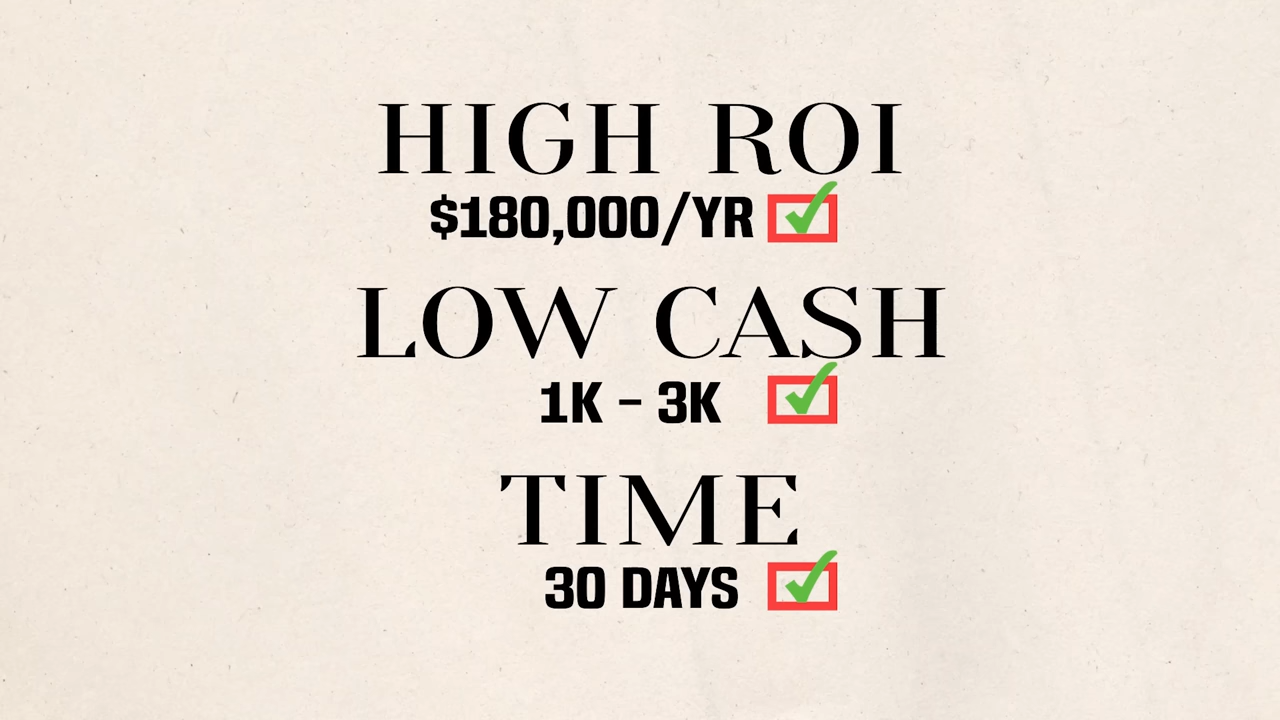 HIGH ROI
$180,000/YR
LOW CASH
1K - 3K
TIME
30 DAYS